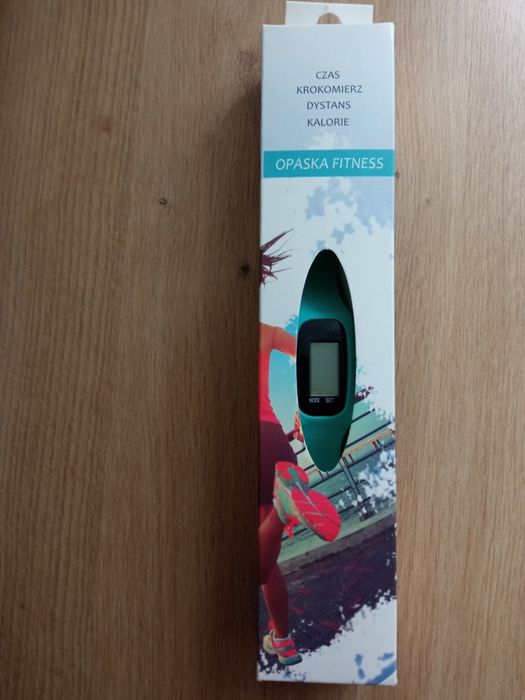 CZAS
KROKOMIERZ
DYSTANS
KALORIE
OPASKA FITNESS
MODE SET